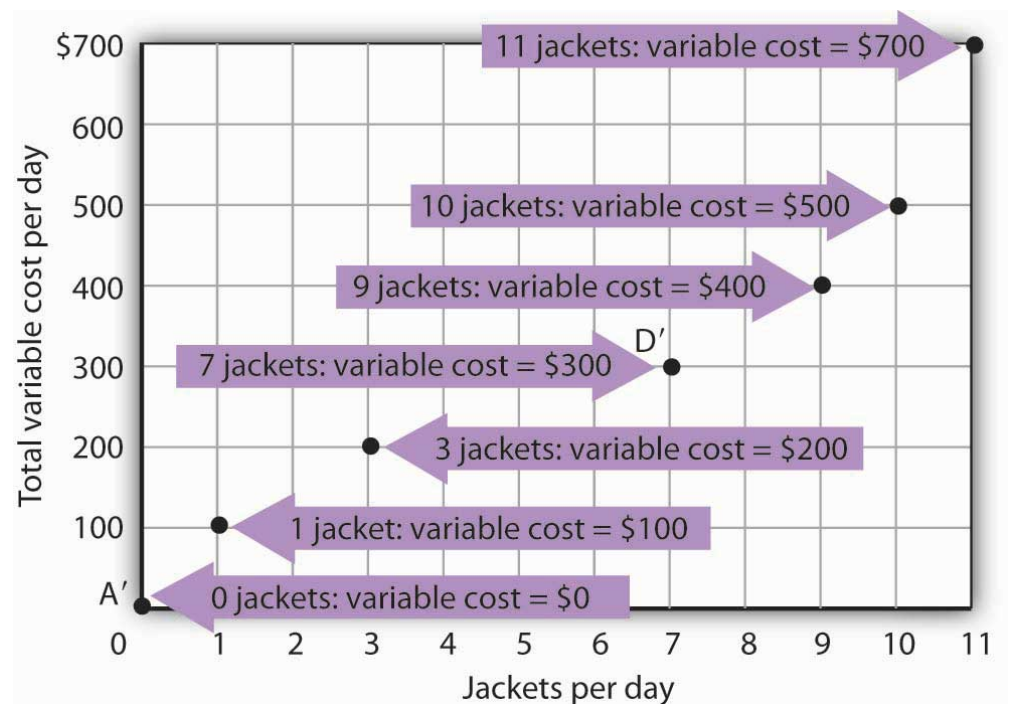 $700
600
500
400
300
200
100
0
Total variable cost per day
11 jackets: variable cost = $700
10 jackets: variable cost = $500
9 jackets: variable cost = $400
D′
7 jackets: variable cost = $300
3 jackets: variable cost = $200
1 jacket: variable cost = $100
A′
0 jackets: variable cost = $0
1 2 3 4 5 6 7 8 9 10 11
Jackets per day